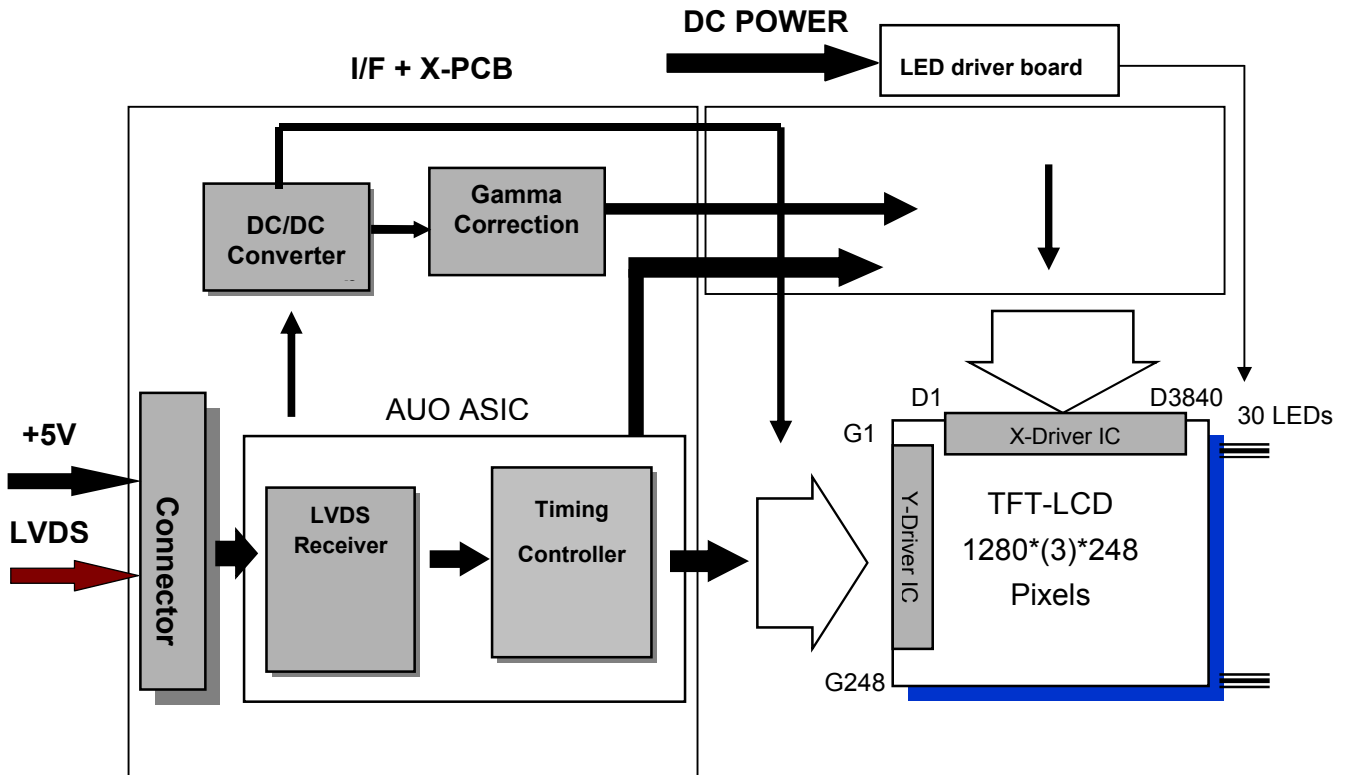 DC POWER
I/F + X-PCB
LED driver board
DC/DC
Converter
Gamma
Correction
AUO ASIC
+5V
LVDS
Connector
LVDS
Receiver
Timing
Controller
D1
D3840
30 LEDs
G1
X-Driver IC
Y-Driver IC
TFT-LCD
1280*(3)*248
Pixels
G248